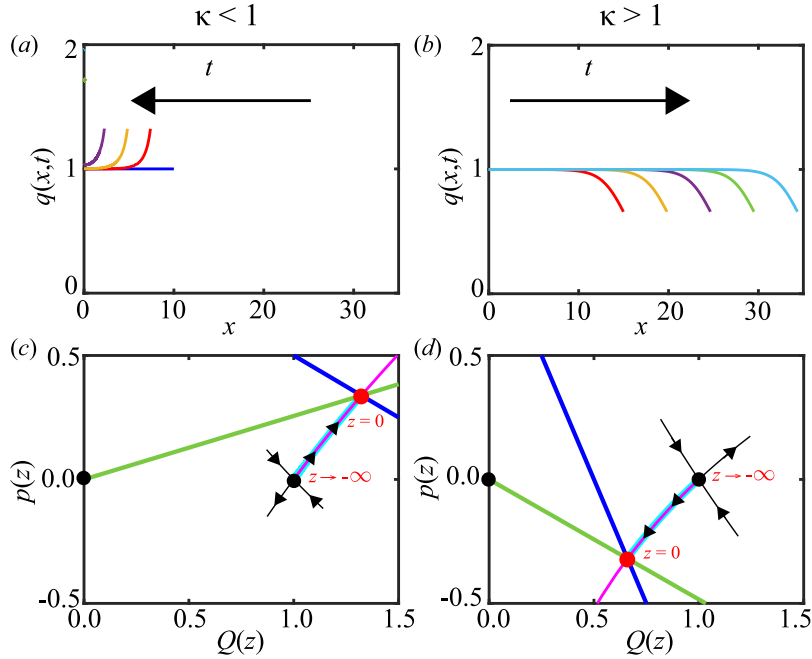 κ < 1
κ > 1
(a)
(b)
2
1
0
q(x,t)
t
0
10
20
30
x
2
1
0
q(x,t)
t
0
10
20
30
x
(c)
(d)
0.5
0.0
-0.5
p(z)
z = 0
z → -∞
0.0
0.5
1.0
1.5
Q(z)
0.5
0.0
-0.5
p(z)
z → -∞
z = 0
0.0
0.5
1.0
1.5
Q(z)